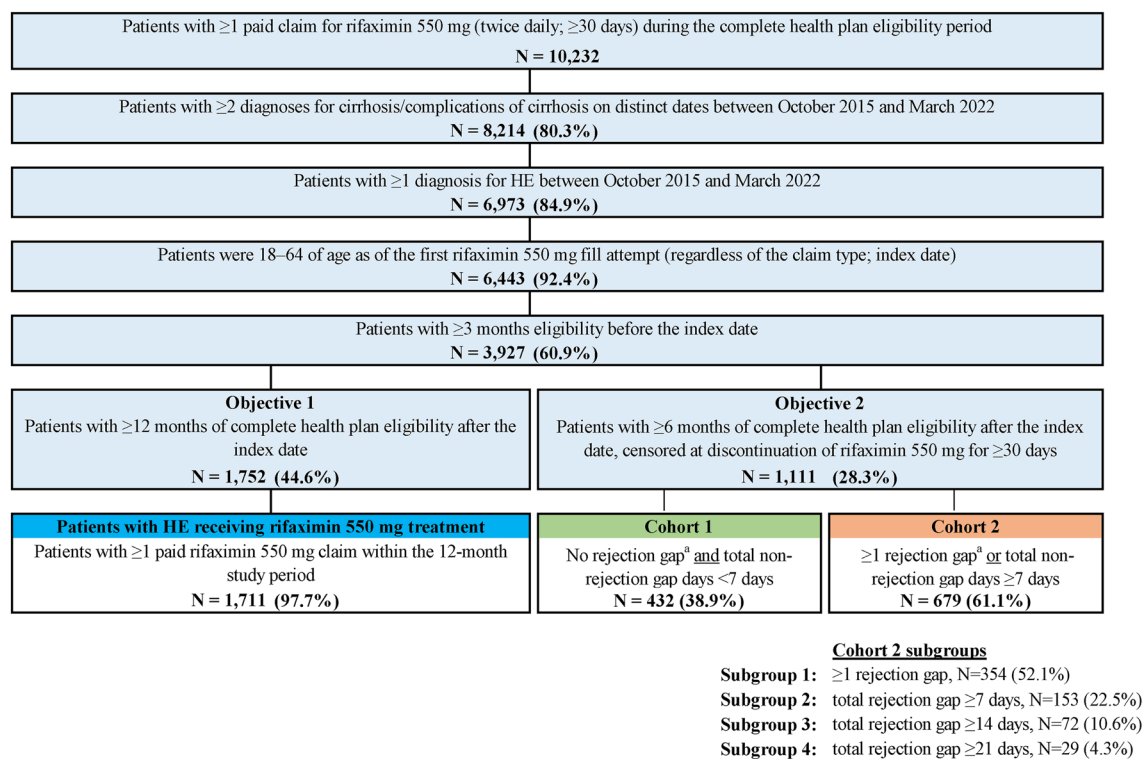 Patients with ≥1 paid claim for rifaximin 550 mg (twice daily; ≥30 days) during the complete health plan eligibility period
N = 10,232
Patients with ≥2 diagnoses for cirrhosis/complications of cirrhosis on distinct dates between October 2015 and March 2022
N = 8,214 (80.3%)
Patients with ≥1 diagnosis for HE between October 2015 and March 2022
N = 6,973 (84.9%)
Patients were 18–64 of age as of the first rifaximin 550 mg fill attempt (regardless of the claim type; index date)
N = 6,443 (92.4%)
Patients with ≥3 months eligibility before the index date
N = 3,927 (60.9%)
Objective 1
Patients with ≥12 months of complete health plan eligibility after the
index date
N = 1,752 (44.6%)
Objective 2
Patients with ≥6 months of complete health plan eligibility after the index
date, censored at discontinuation of rifaximin 550 mg for ≥30 days
N = 1,111 (28.3%)
Patients with HE receiving rifaximin 550 mg treatment
Patients with ≥1 paid rifaximin 550 mg claim within the 12-month
study period
N = 1,711 (97.7%)
Cohort 1
No rejection gapᵃ and total non-
rejection gap days <7 days
N = 432 (38.9%)
Cohort 2
≥1 rejection gapᵃ or total non-
rejection gap days ≥7 days
N = 679 (61.1%)
Cohort 2 subgroups
Subgroup 1: ≥1 rejection gap, N=354 (52.1%)
Subgroup 2: total rejection gap ≥7 days, N=153 (22.5%)
Subgroup 3: total rejection gap ≥14 days, N=72 (10.6%)
Subgroup 4: total rejection gap ≥21 days, N=29 (4.3%)